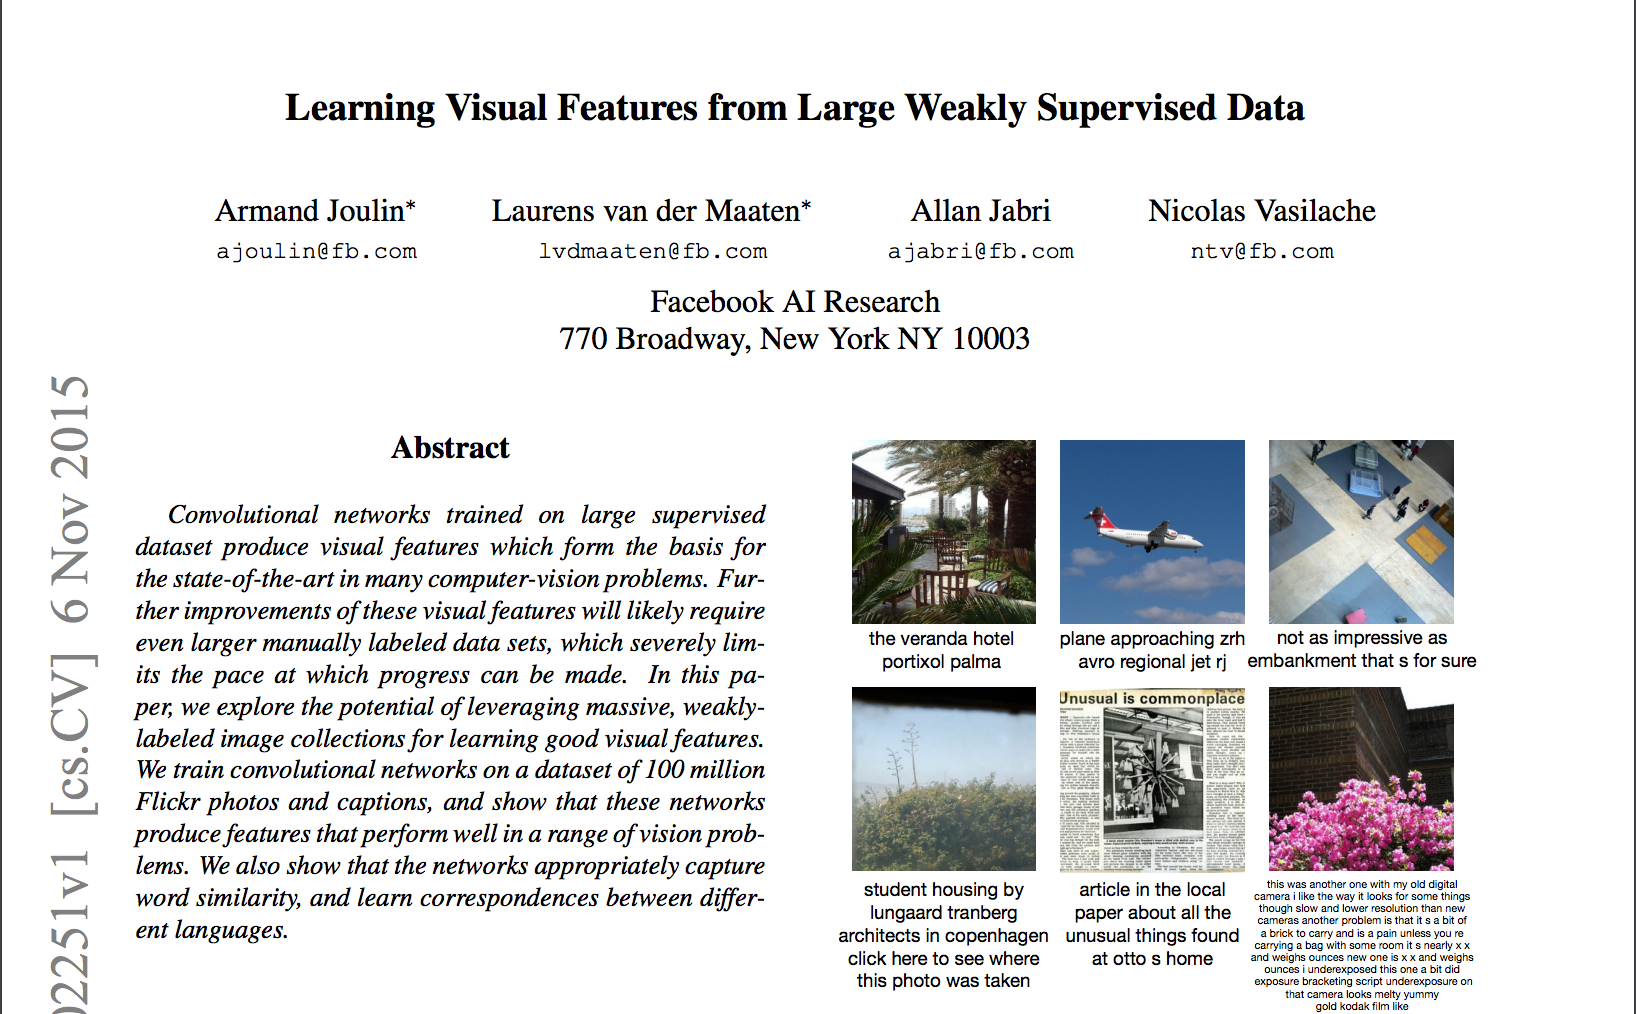 Learning Visual Features from Large Weakly Supervised Data
Armand Joulin*
Laurens van der Maaten*
Allan Jabri
Nicolas Vasilache
ajoulin@fb.com
lvdmaaten@fb.com
ajabri@fb.com
ntv@fb.com
Facebook AI Research
770 Broadway, New York NY 10003
02251v1 [cs.CV] 6 Nov 2015
Abstract
Convolutional networks trained on large supervised
dataset produce visual features which form the basis for
the state-of-the-art in many computer-vision problems. Fur-
ther improvements of these visual features will likely require
even larger manually labeled data sets, which severely lim-
its the pace at which progress can be made. In this pa-
per, we explore the potential of leveraging massive, weakly-
labeled image collections for learning good visual features.
We train convolutional networks on a dataset of 100 million
Flickr photos and captions, and show that these networks
produce features that perform well in a range of vision prob-
lems. We also show that the networks appropriately capture
word similarity, and learn correspondences between differ-
ent languages.
the veranda hotel
portixol palma
plane approaching zrh
avro regional jet rj
not as impressive as
embankment that s for sure
Unusual is commonplace
student housing by
lungaard tranberg
architects in copenhagen
click here to see where
this photo was taken
article in the local
paper about all the
unusual things found
at otto s home
this was another one with my old digital
camera i like the way it looks for some things
though slow and lower resolution than new
cameras another problem is that it s a bit of
a brick to carry and is a pain unless you re
carrying a bag with some room it s nearly x x
and weighs ounces new one is x x and weighs
ounces i underexposed this one a bit did
exposure bracketing script underexposure on
that camera looks melty yummy
gold kodak film like